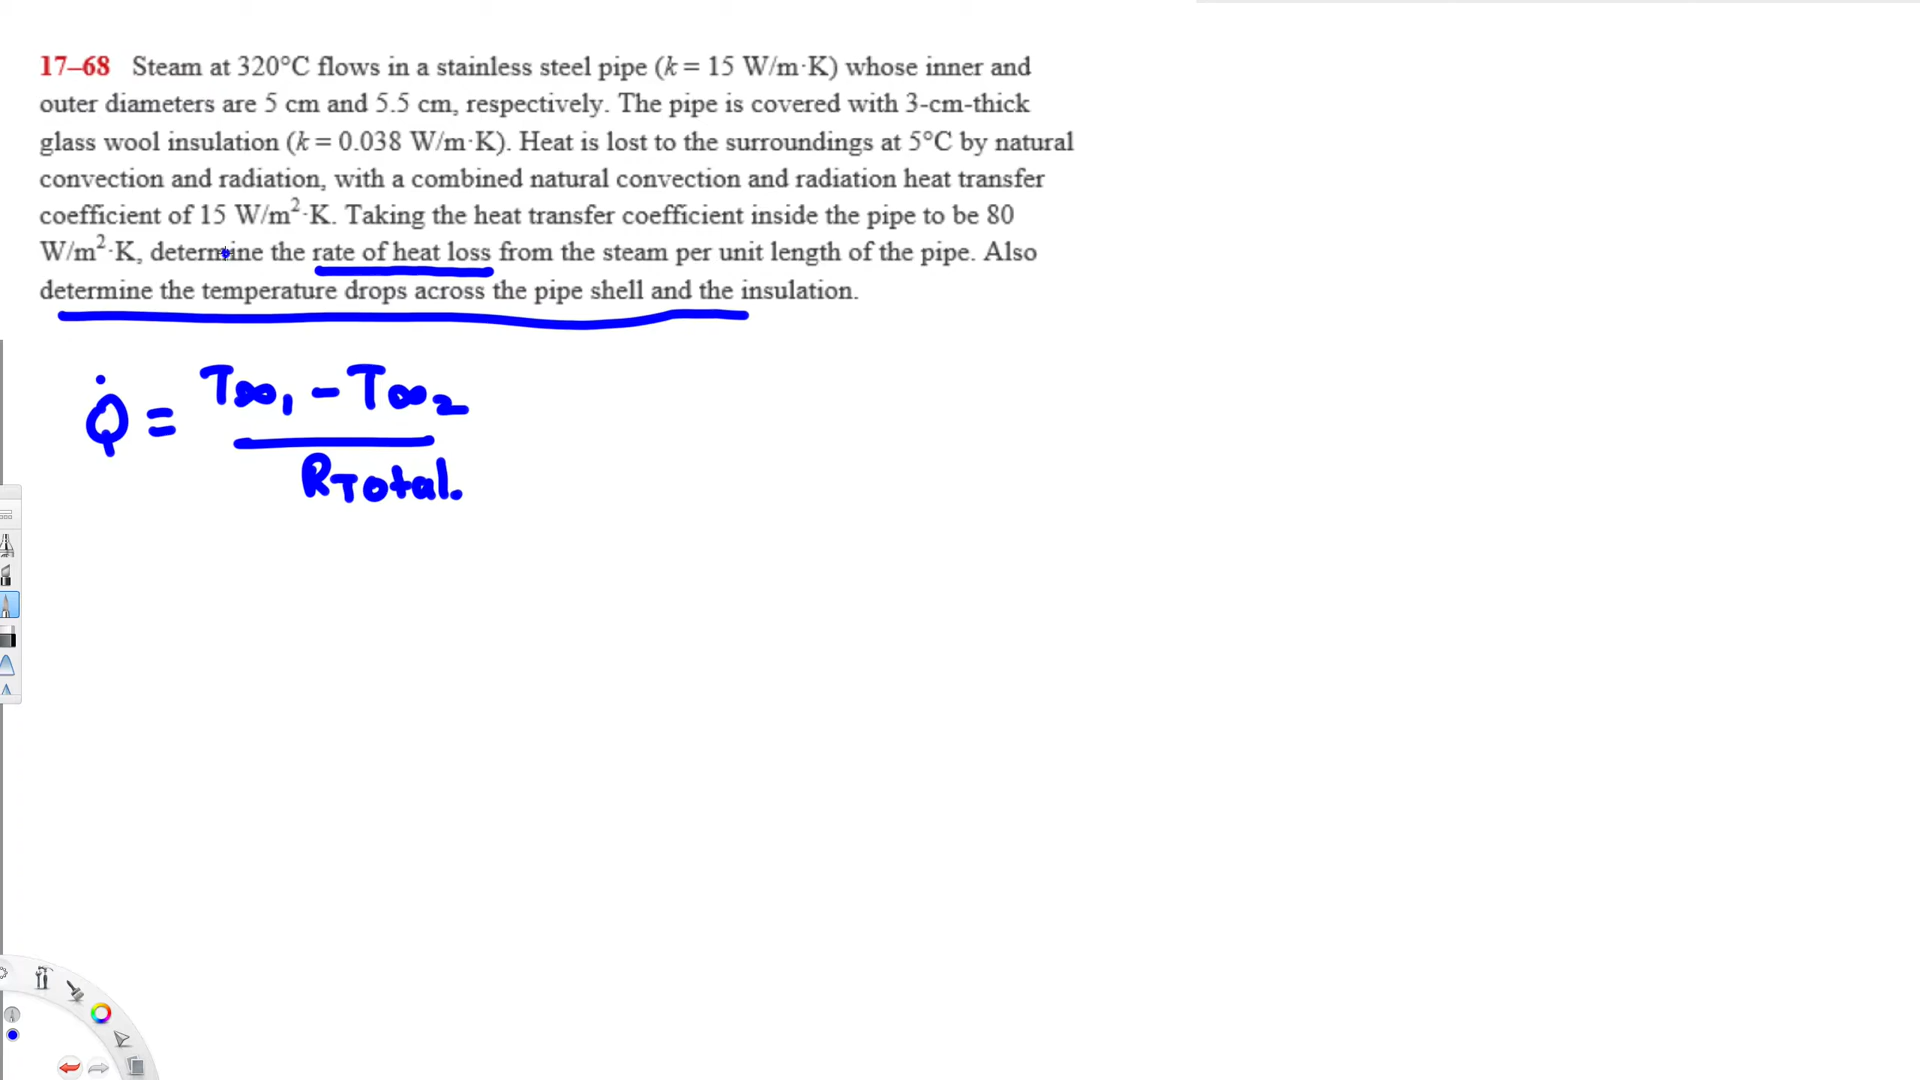 17–68 Steam at 320°C flows in a stainless steel pipe (k = 15 W/m·K) whose inner and
outer diameters are 5 cm and 5.5 cm, respectively. The pipe is covered with 3-cm-thick
glass wool insulation (k = 0.038 W/m·K). Heat is lost to the surroundings at 5°C by natural
convection and radiation, with a combined natural convection and radiation heat transfer
coefficient of 15 W/m²·K. Taking the heat transfer coefficient inside the pipe to be 80
W/m²·K, determine the rate of heat loss from the steam per unit length of the pipe. Also
determine the temperature drops across the pipe shell and the insulation.
Q̇ = T∞₁ – T∞₂
RTotal.